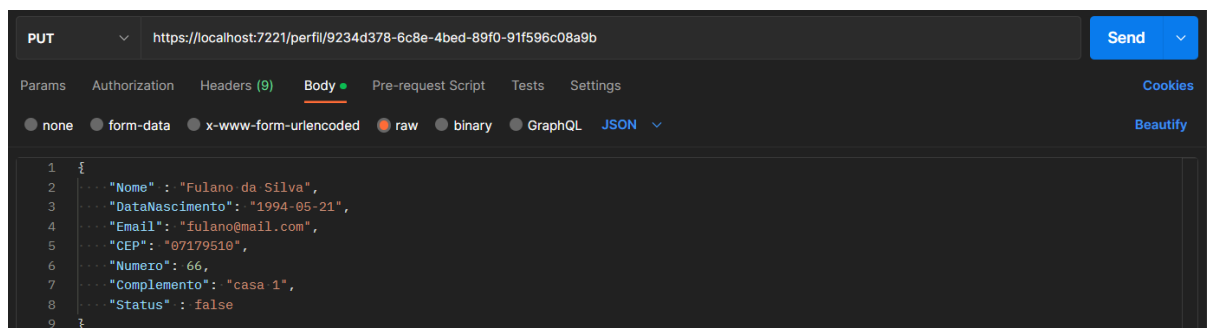 PUT https://localhost:7221/perfil/9234d378-6c8e-4bed-89f0-91f596c08a9b Send
Params Authorization Headers (9) Body Pre-request Script Tests Settings Cookies
none form-data x-www-form-urlencoded raw binary GraphQL JSON Beautify
1 {
2 "Nome" : "Fulano da Silva",
3 "DataNascimento": "1994-05-21",
4 "Email": "fulano@mail.com",
5 "CEP": "07179510",
6 "Numero": 66,
7 "Complemento": "casa 1",
8 "Status" : false
9 }